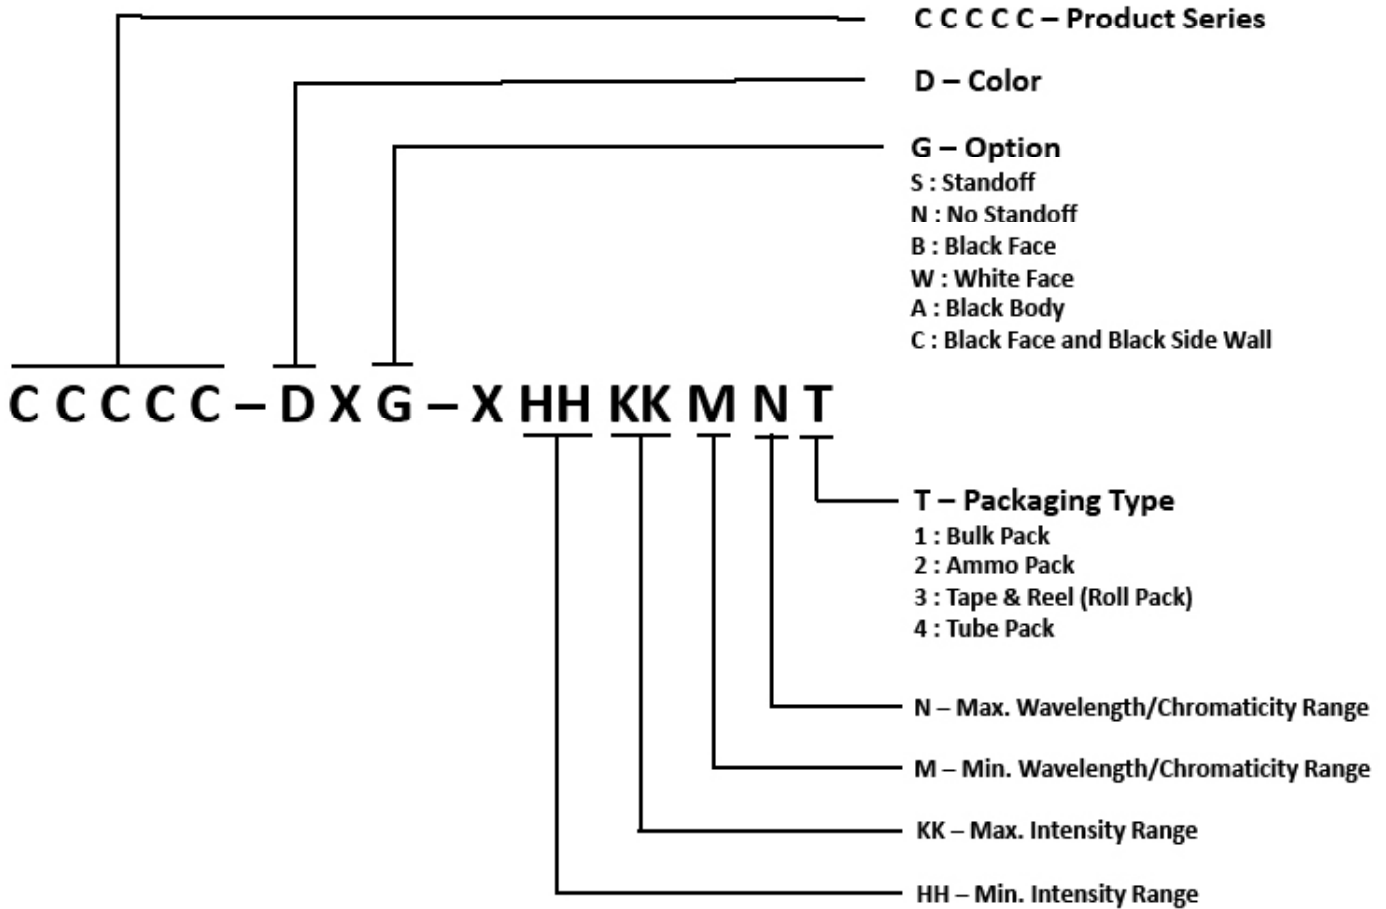 C C C C C – Product Series
D – Color
G – Option
S : Standoff
N : No Standoff
B : Black Face
W : White Face
A : Black Body
C : Black Face and Black Side Wall
C C C C C – D X G – X HH KK M N T
T – Packaging Type
1 : Bulk Pack
2 : Ammo Pack
3 : Tape & Reel (Roll Pack)
4 : Tube Pack
N – Max. Wavelength/Chromaticity Range
M – Min. Wavelength/Chromaticity Range
KK – Max. Intensity Range
HH – Min. Intensity Range